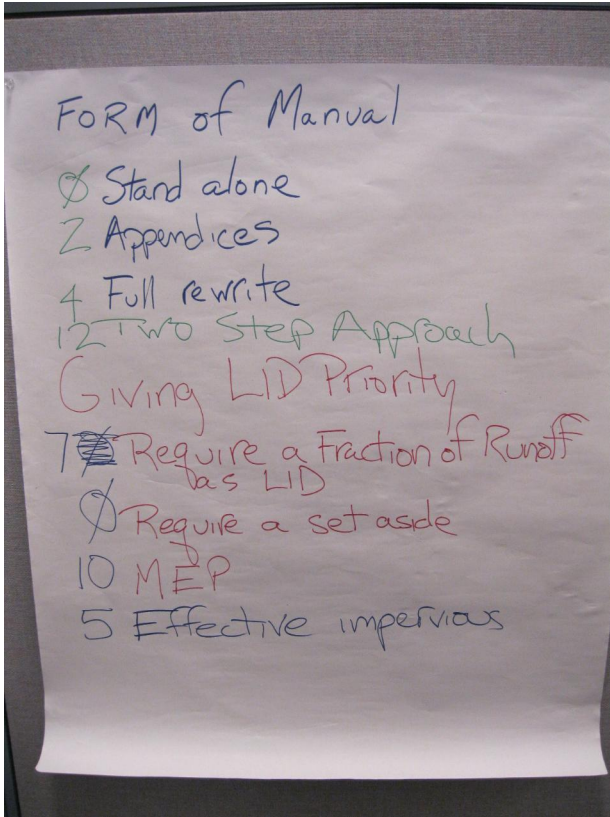 FORM of Manual
Ø Stand alone
2 Appendices
4 Full rewrite
12 Two Step Approach
Giving LID Priority
7 Require a Fraction of Runoff
as LID
Ø Require a set aside
10 MEP
5 Effective impervious